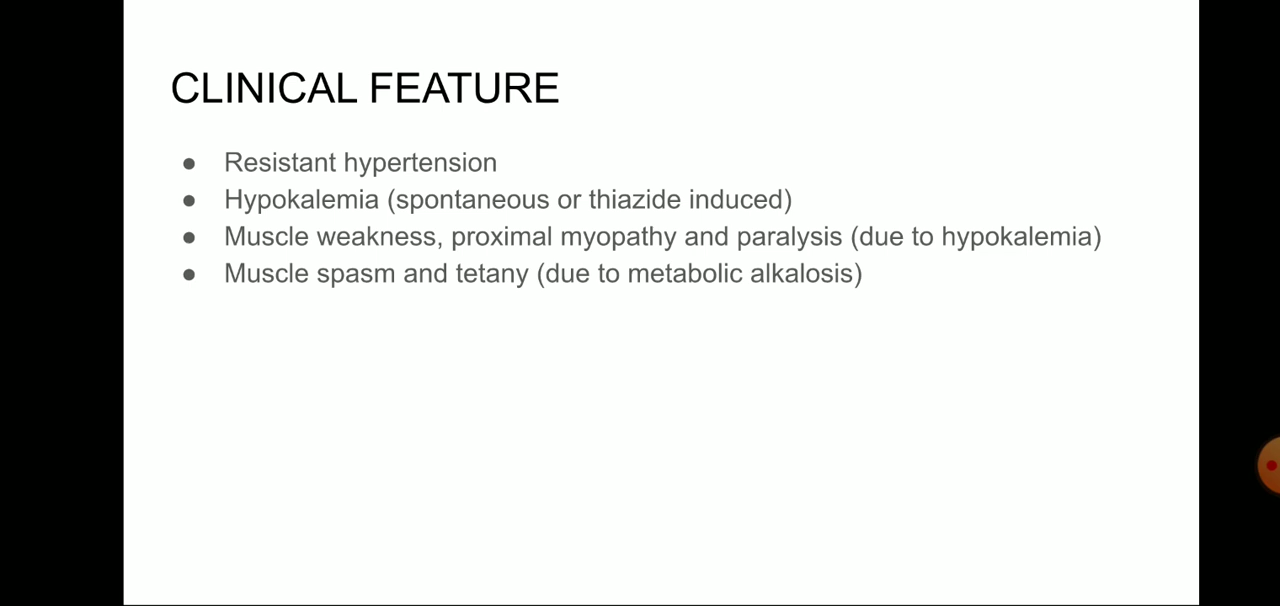 CLINICAL FEATURE
● Resistant hypertension
● Hypokalemia (spontaneous or thiazide induced)
● Muscle weakness, proximal myopathy and paralysis (due to hypokalemia)
● Muscle spasm and tetany (due to metabolic alkalosis)